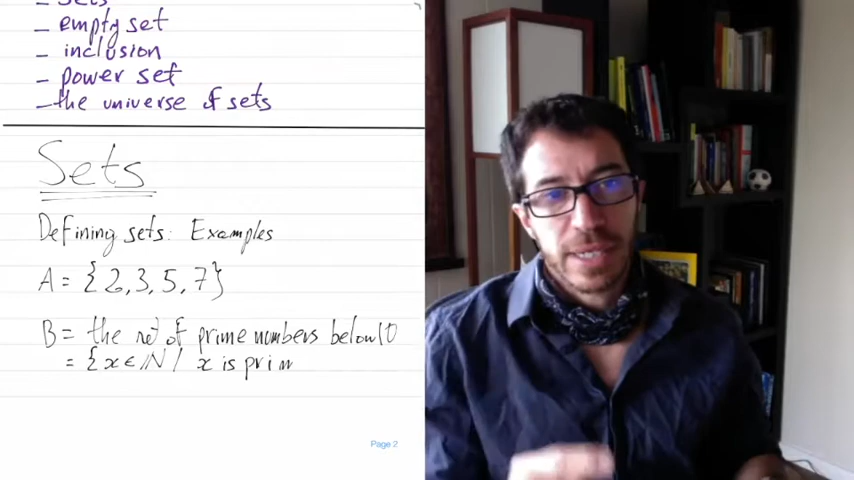 - sets
- empty set
- inclusion
- power set
- the universe of sets
Sets
Defining sets: Examples
A = {2, 3, 5, 7}
B = the set of prime numbers below 10
= {x ∈ ℕ / x is prim
Page 2